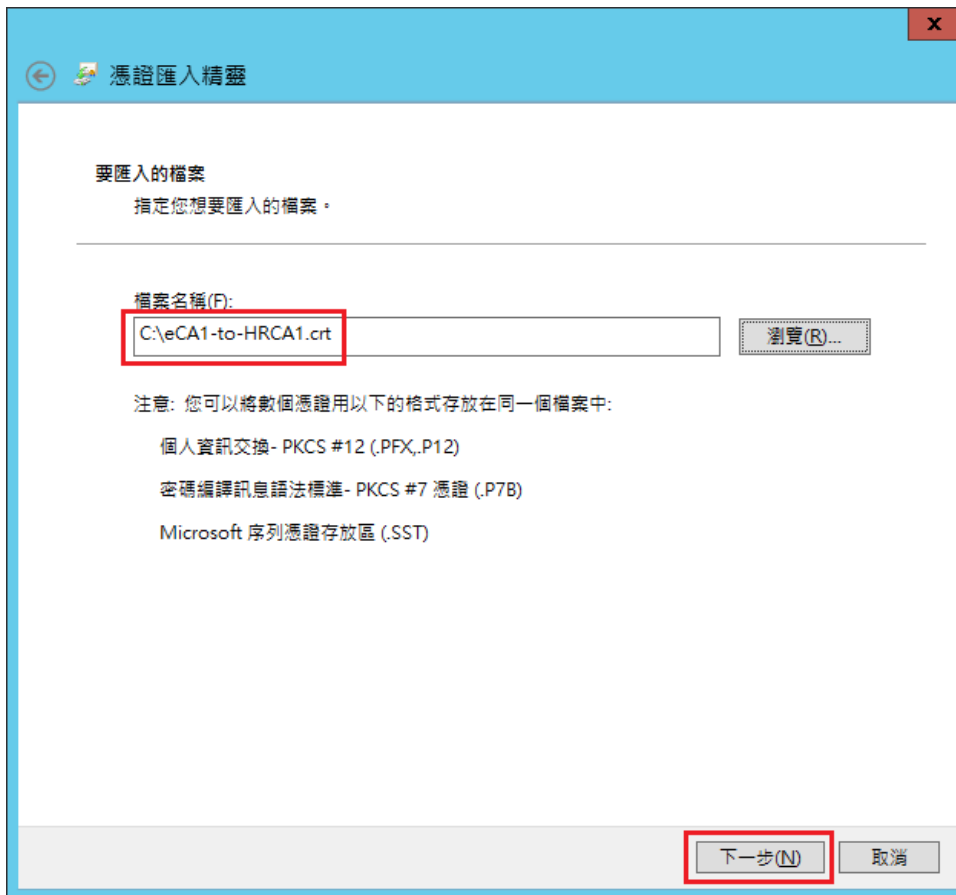 X
憑證匯入精靈
要匯入的檔案
指定您想要匯入的檔案。
檔案名稱(F):
C:\eCA1-to-HRCA1.crt
瀏覽(R)...
注意: 您可以將數個憑證用以下的格式存放在同一個檔案中:
個人資訊交換- PKCS #12 (.PFX,.P12)
密碼編譯訊息語法標準- PKCS #7 憑證 (.P7B)
Microsoft 序列憑證存放區 (.SST)
下一步(N)
取消